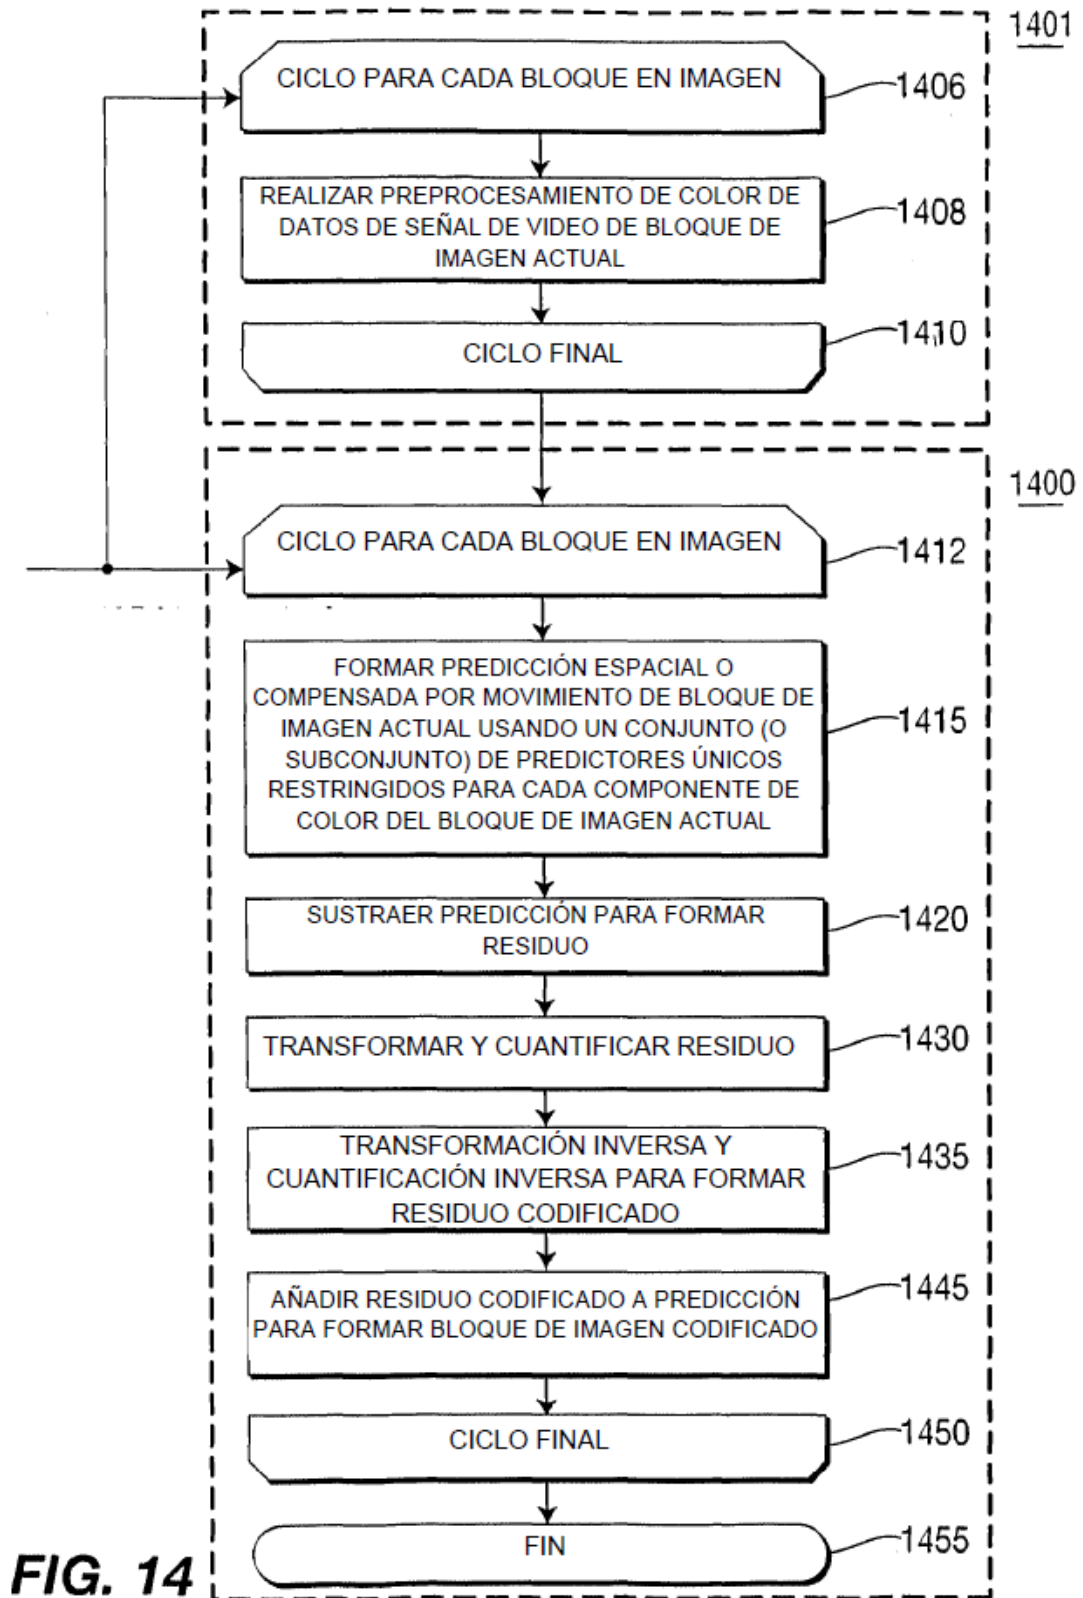 1401
CICLO PARA CADA BLOQUE EN IMAGEN
1406
REALIZAR PREPROCESAMIENTO DE COLOR DE
DATOS DE SEÑAL DE VIDEO DE BLOQUE DE
IMAGEN ACTUAL
1408
CICLO FINAL
1410
1400
CICLO PARA CADA BLOQUE EN IMAGEN
1412
FORMAR PREDICCIÓN ESPACIAL O
COMPENSADA POR MOVIMIENTO DE BLOQUE DE
IMAGEN ACTUAL USANDO UN CONJUNTO (O
SUBCONJUNTO) DE PREDICTORES ÚNICOS
RESTRINGIDOS PARA CADA COMPONENTE DE
COLOR DEL BLOQUE DE IMAGEN ACTUAL
1415
SUSTRAER PREDICCIÓN PARA FORMAR
RESIDUO
1420
TRANSFORMAR Y CUANTIFICAR RESIDUO
1430
TRANSFORMACIÓN INVERSA Y
CUANTIFICACIÓN INVERSA PARA FORMAR
RESIDUO CODIFICADO
1435
AÑADIR RESIDUO CODIFICADO A PREDICCIÓN
PARA FORMAR BLOQUE DE IMAGEN CODIFICADO
1445
CICLO FINAL
1450
FIN
1455
FIG. 14